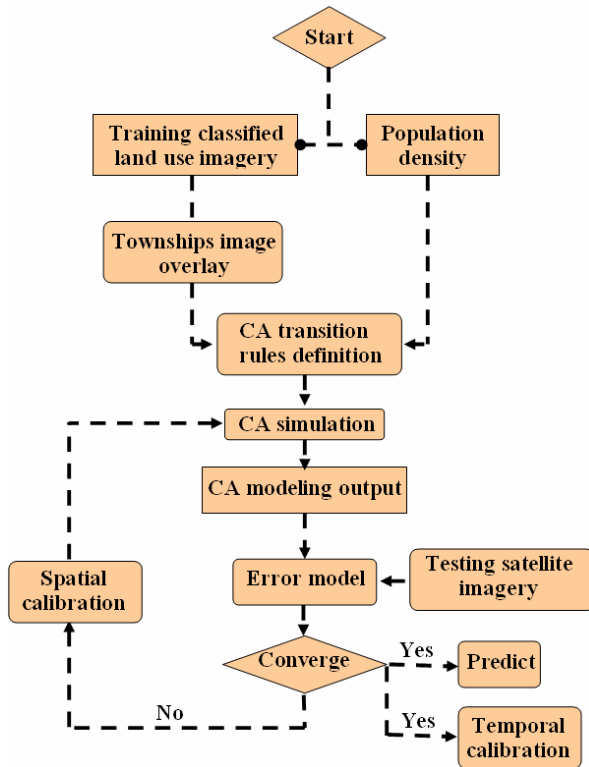 Start
Training classified
land use imagery
Population
density
Townships image
overlay
CA transition
rules definition
CA simulation
CA modeling output
Spatial
calibration
Error model
Testing satellite
imagery
Converge
Yes
Predict
No
Yes
Temporal
calibration